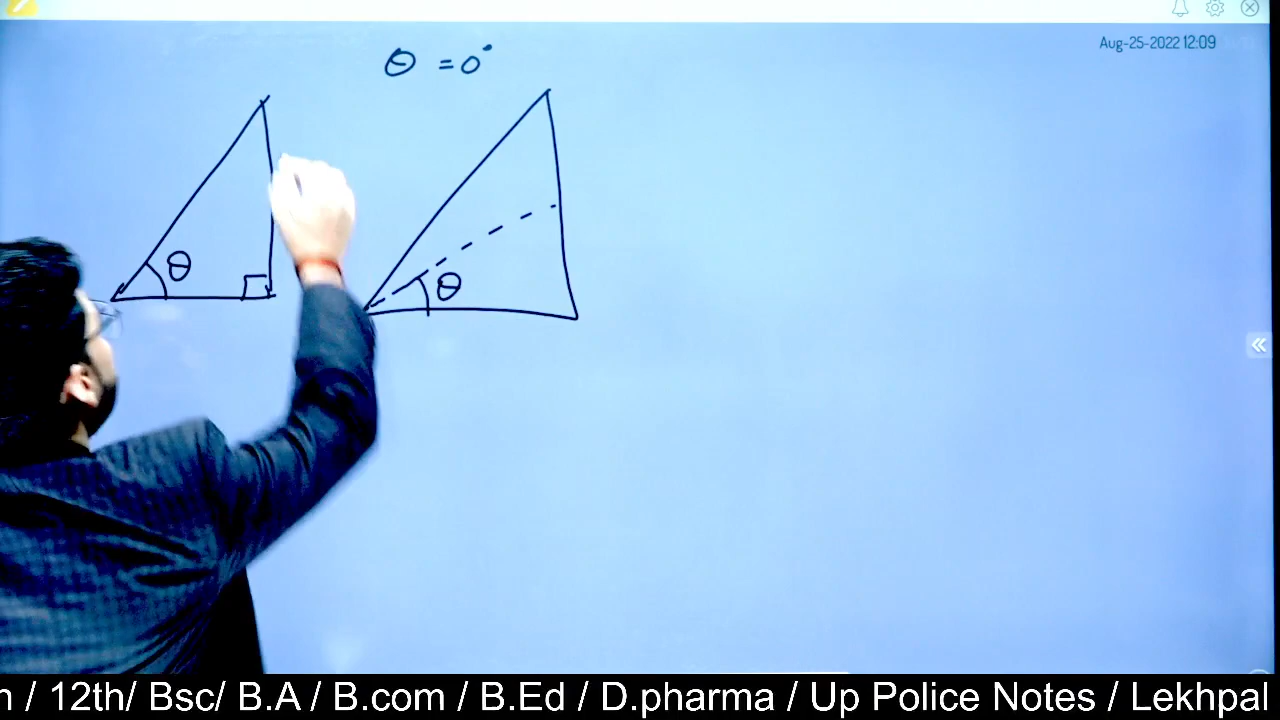 Aug-25-2022 12:09
θ = 0°
θ
θ
/ 12th/ Bsc/ B.A / B.com / B.Ed / D.pharma / Up Police Notes / Lekhpal